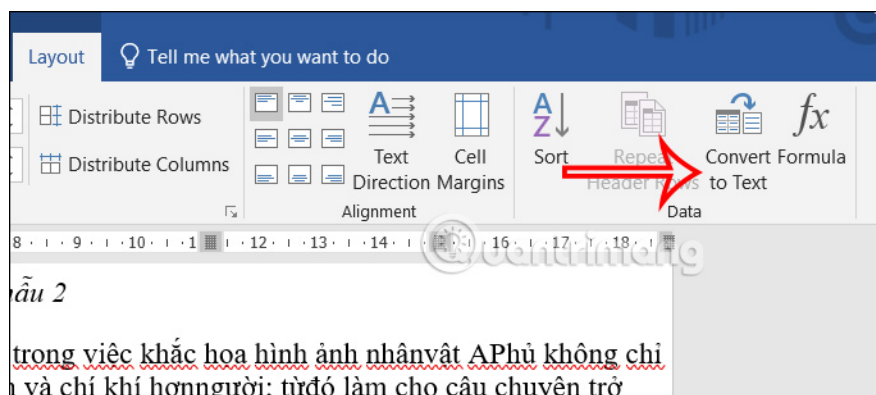 Layout Tell me what you want to do
Distribute Rows
Distribute Columns
Text Direction
Cell Margins
Alignment
A Z Sort
Repeat Header Rows
Convert to Text
fx Formula
Data
8 9 10 1 12 13 14 16 17 18
Quantrimang
ẫu 2
trong việc khắc họa hình ảnh nhânvật APhủ không chỉ
và chí khí hơnngười; từđó làm cho câu chuyện trở